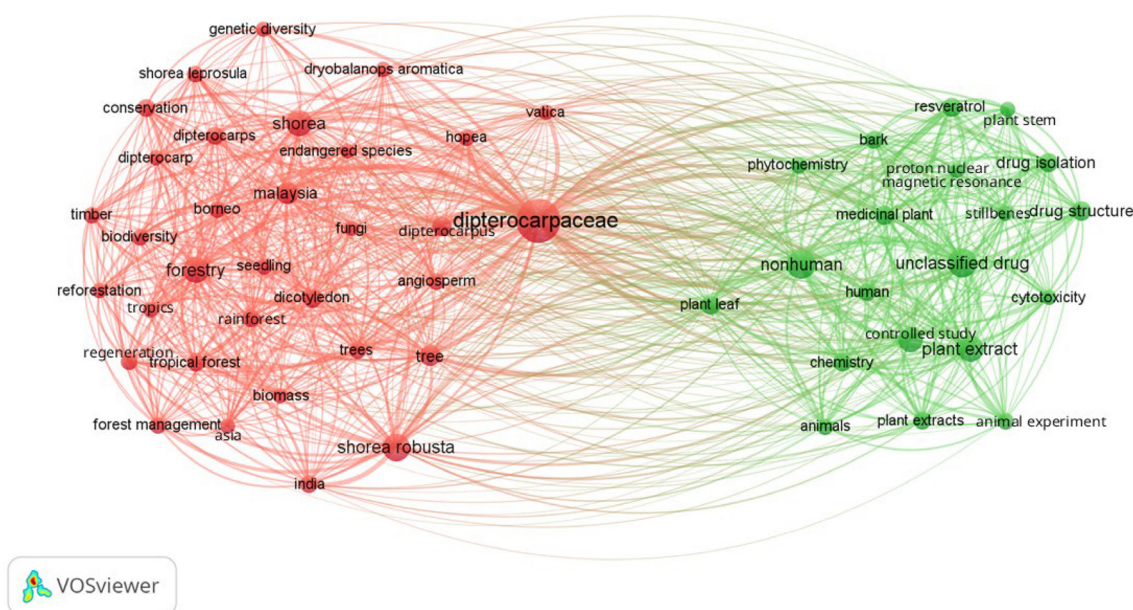 genetic diversity
shorea leprosula
dryobalanops aromatica
conservation
vatica
resveratrol
plant stem
shorea
dipterocarps
hopea
bark
endangered species
dipterocarp
phytochemistry
proton nuclear
magnetic resonance
drug isolation
malaysia
borneo
timber
fungi
dipterocarpus
dipterocarpaceae
medicinal plant
stillbenes
drug structure
biodiversity
forestry
seedling
nonhuman
unclassified drug
angiosperm
reforestation
dicotyledon
human
cytotoxicity
tropics
rainforest
plant leaf
controlled study
regeneration
tropical forest
trees
tree
chemistry
plant extract
biomass
forest management
asia
animals
plant extracts
animal experiment
shorea robusta
india
VOSviewer